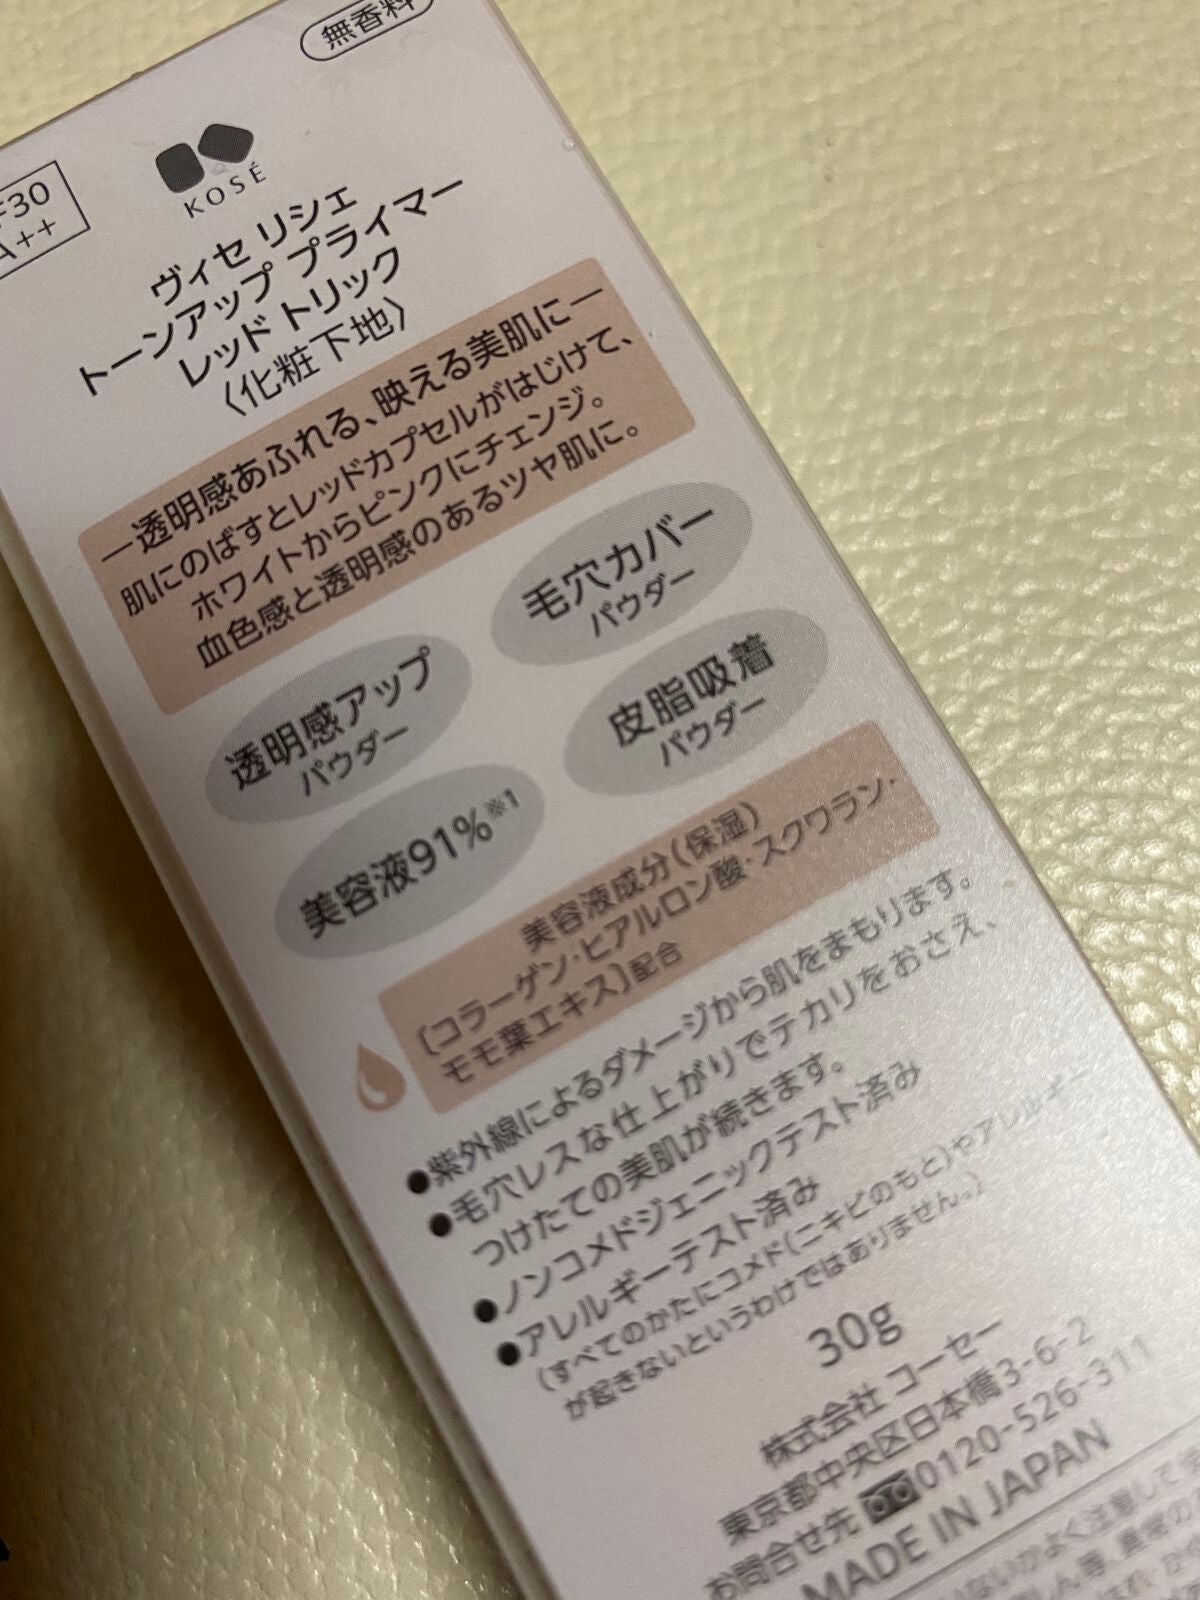 無香料
F30
A++
KOSÉ
ヴィセ リシェ
トーンアップ プライマー
レッド トリック
〈化粧下地〉
―透明感あふれる、映える美肌に―
肌にのばすとレッドカプセルがはじけて、
ホワイトからピンクにチェンジ。
血色感と透明感のあるツヤ肌に。
毛穴カバー
パウダー
透明感アップ
パウダー
皮脂吸着
パウダー
美容液91%※1
美容液成分(保湿)
[コラーゲン・ヒアルロン酸・スクワラン・
モモ葉エキス]配合
●紫外線によるダメージから肌をまもります。
●毛穴レスな仕上がりでテカリをおさえ、
つけたての美肌が続きます。
●ノンコメドジェニックテスト済み
●アレルギーテスト済み
(すべてのかたにコメド(ニキビのもと)やアレルギー
が起きないというわけではありません。)
30g
株式会社 コーセー
東京都中央区日本橋3-6-2
お問合せ先 0120-526-311
MADE IN JAPAN
ないかよく注意して